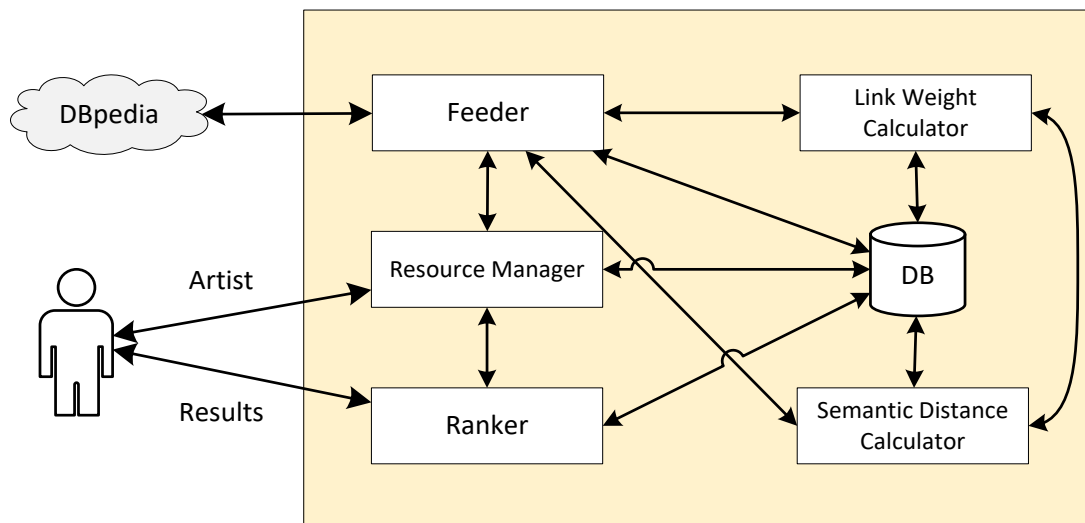 DBpedia
Feeder
Link Weight
Calculator
Artist
Resource Manager
DB
Results
Ranker
Semantic Distance
Calculator